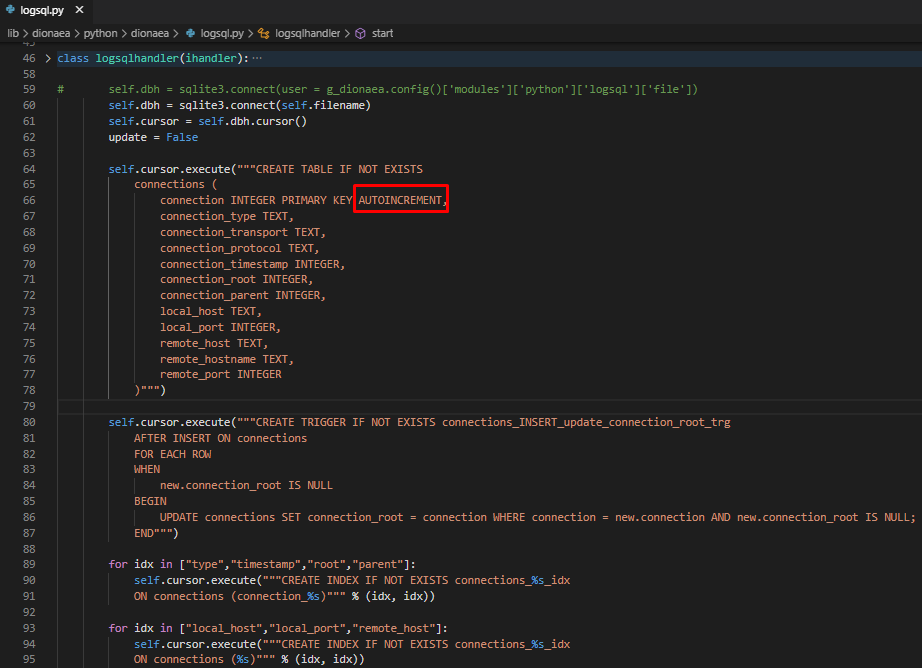 logsql.py ×
lib > dionaea > python > dionaea > logsql.py > logsqlhandler > start
45
46 > class logsqlhandler(ihandler):···
58
59 #       self.dbh = sqlite3.connect(user = g_dionaea.config()['modules']['python']['logsql']['file'])
60         self.dbh = sqlite3.connect(self.filename)
61         self.cursor = self.dbh.cursor()
62         update = False
63
64         self.cursor.execute("""CREATE TABLE IF NOT EXISTS
65             connections (
66                 connection INTEGER PRIMARY KEY AUTOINCREMENT,
67                 connection_type TEXT,
68                 connection_transport TEXT,
69                 connection_protocol TEXT,
70                 connection_timestamp INTEGER,
71                 connection_root INTEGER,
72                 connection_parent INTEGER,
73                 local_host TEXT,
74                 local_port INTEGER,
75                 remote_host TEXT,
76                 remote_hostname TEXT,
77                 remote_port INTEGER
78             )""")
79
80         self.cursor.execute("""CREATE TRIGGER IF NOT EXISTS connections_INSERT_update_connection_root_trg
81             AFTER INSERT ON connections
82             FOR EACH ROW
83             WHEN
84                 new.connection_root IS NULL
85             BEGIN
86                 UPDATE connections SET connection_root = connection WHERE connection = new.connection AND new.connection_root IS NULL;
87             END""")
88
89         for idx in ["type","timestamp","root","parent"]:
90             self.cursor.execute("""CREATE INDEX IF NOT EXISTS connections_%s_idx
91             ON connections (connection_%s)""" % (idx, idx))
92
93         for idx in ["local_host","local_port","remote_host"]:
94             self.cursor.execute("""CREATE INDEX IF NOT EXISTS connections_%s_idx
95             ON connections (%s)""" % (idx, idx))